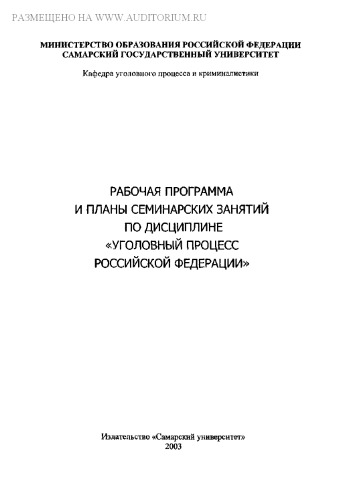 РАЗМЕЩЕНО НА WWW.AUDITORIUM.RU
МИНИСТЕРСТВО ОБРАЗОВАНИЯ РОССИЙСКОЙ ФЕДЕРАЦИИ
САМАРСКИЙ ГОСУДАРСТВЕННЫЙ УНИВЕРСИТЕТ
Кафедра уголовного процесса и криминалистики
РАБОЧАЯ ПРОГРАММА
И ПЛАНЫ СЕМИНАРСКИХ ЗАНЯТИЙ
ПО ДИСЦИПЛИНЕ
«УГОЛОВНЫЙ ПРОЦЕСС
РОССИЙСКОЙ ФЕДЕРАЦИИ»
Издательство «Самарский университет»
2003